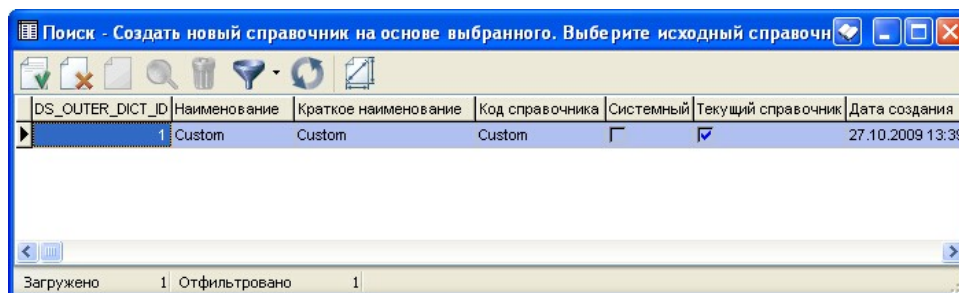 Поиск - Создать новый справочник на основе выбранного. Выберите исходный справочн
DS_OUTER_DICT_ID Наименование Краткое наименование Код справочника Системный Текущий справочник Дата создания
1 Custom Custom Custom 27.10.2009 13:39
Загружено 1 Отфильтровано 1